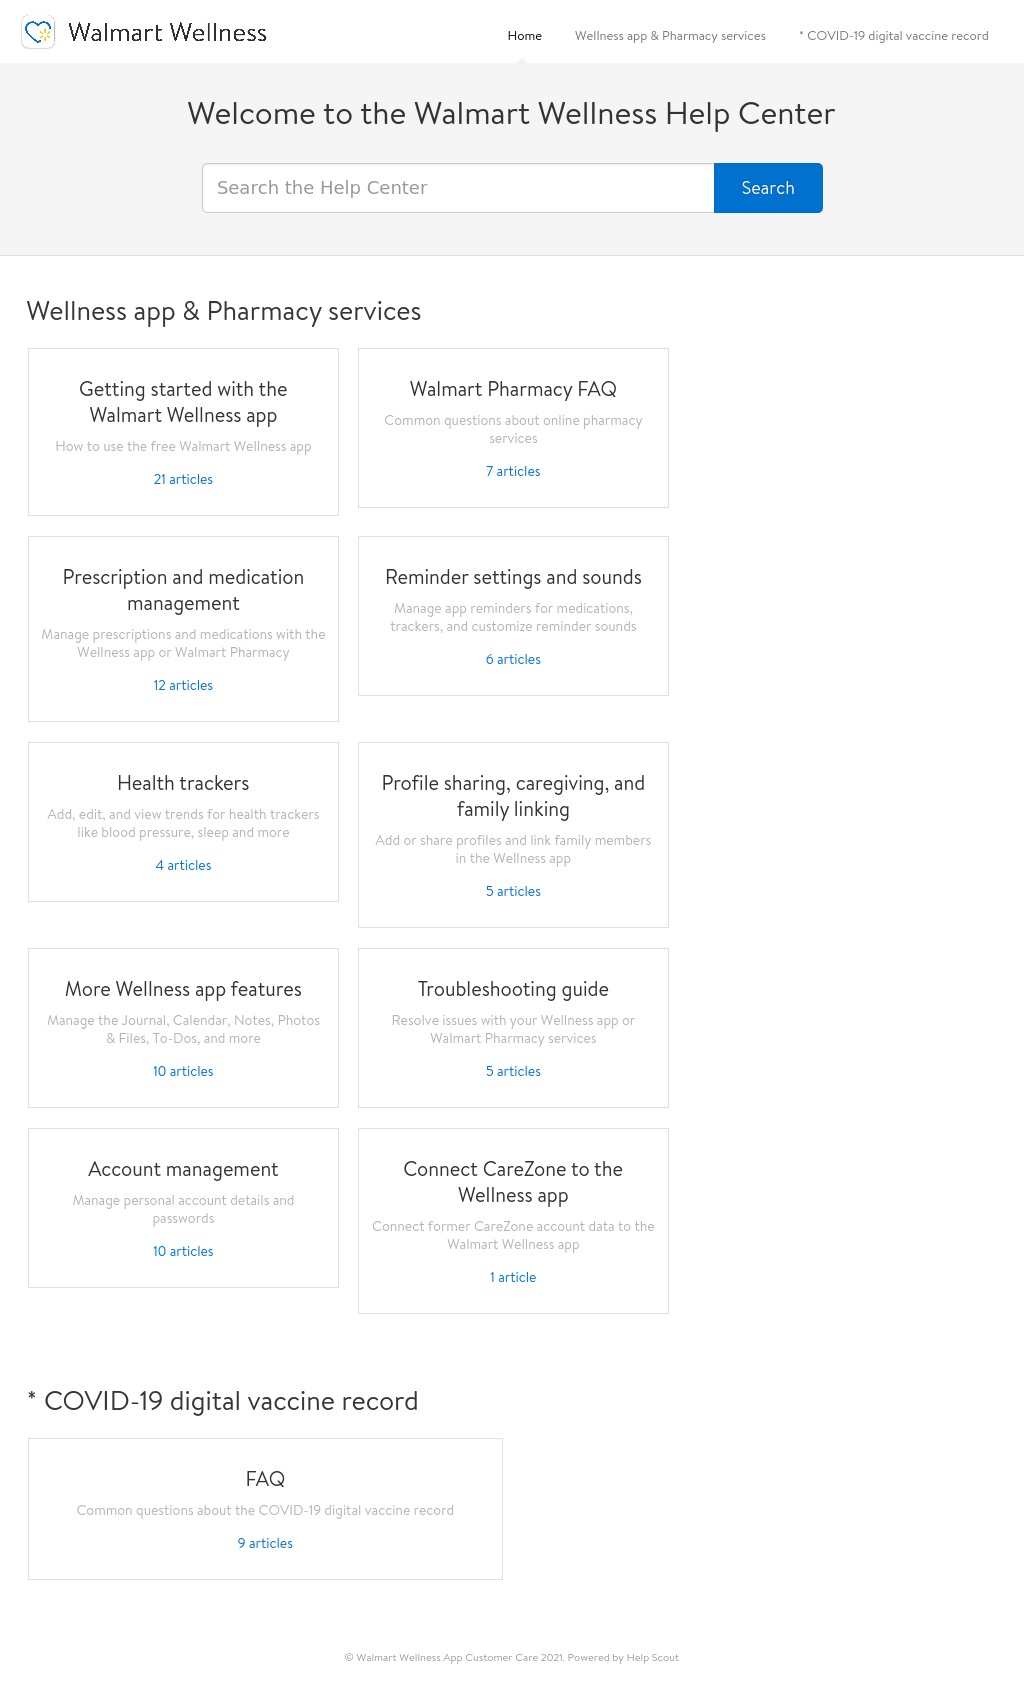 Walmart Wellness
Home
Wellness app & Pharmacy services
* COVID-19 digital vaccine record
Welcome to the Walmart Wellness Help Center
Search the Help Center
Search
Wellness app & Pharmacy services
Getting started with the
Walmart Wellness app
How to use the free Walmart Wellness app
21 articles
Walmart Pharmacy FAQ
Common questions about online pharmacy
services
7 articles
Prescription and medication
management
Manage prescriptions and medications with the
Wellness app or Walmart Pharmacy
12 articles
Reminder settings and sounds
Manage app reminders for medications,
trackers, and customize reminder sounds
6 articles
Health trackers
Add, edit, and view trends for health trackers
like blood pressure, sleep and more
4 articles
Profile sharing, caregiving, and
family linking
Add or share profiles and link family members
in the Wellness app
5 articles
More Wellness app features
Manage the Journal, Calendar, Notes, Photos
& Files, To-Dos, and more
10 articles
Troubleshooting guide
Resolve issues with your Wellness app or
Walmart Pharmacy services
5 articles
Account management
Manage personal account details and
passwords
10 articles
Connect CareZone to the
Wellness app
Connect former CareZone account data to the
Walmart Wellness app
1 article
* COVID-19 digital vaccine record
FAQ
Common questions about the COVID-19 digital vaccine record
9 articles
© Walmart Wellness App Customer Care 2021. Powered by Help Scout